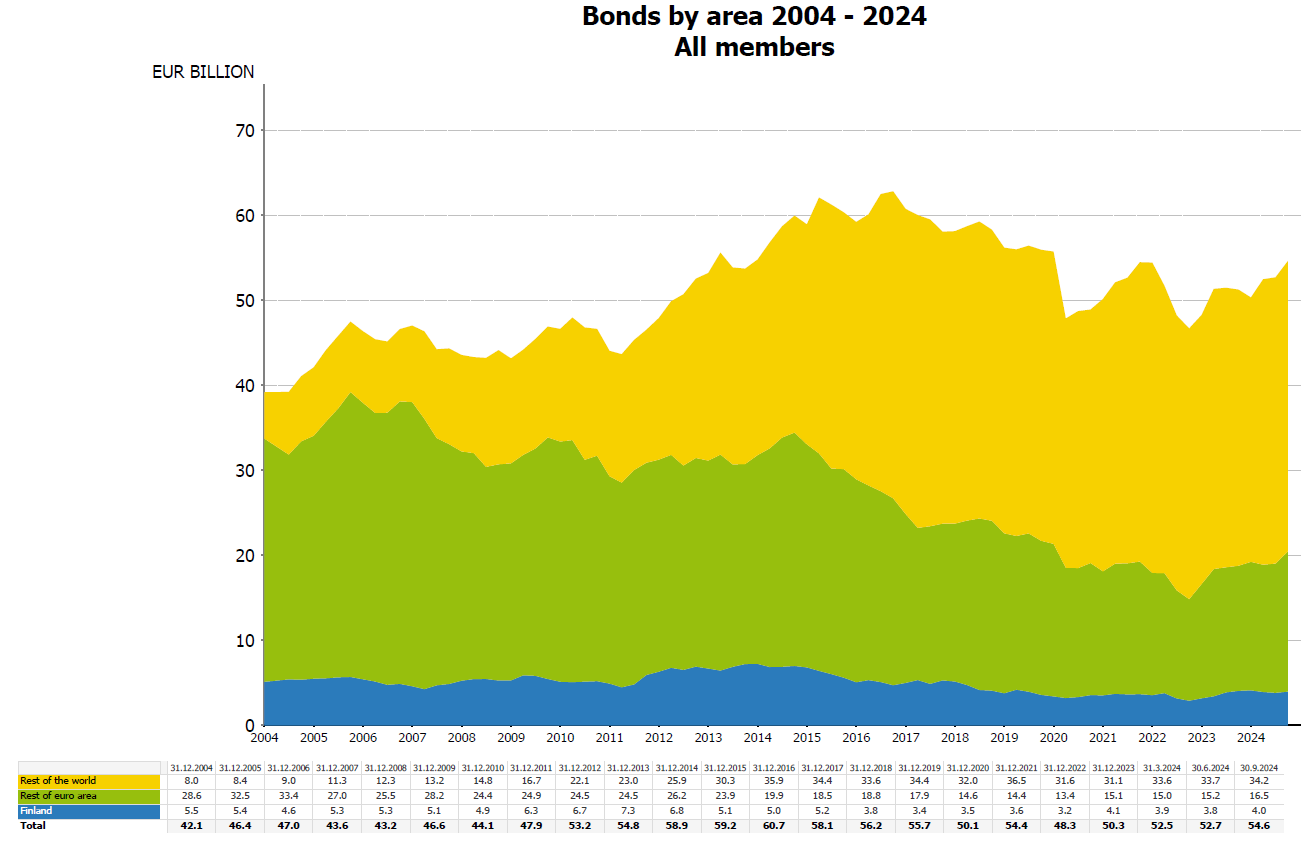 Bonds by area 2004 - 2024
All members
EUR BILLION
70
60
50
40
30
20
10
0
2004 2005 2006 2007 2008 2009 2010 2011 2012 2013 2014 2015 2016 2017 2018 2019 2020 2021 2022 2023 2024
31.12.2004 31.12.2005 31.12.2006 31.12.2007 31.12.2008 31.12.2009 31.12.2010 31.12.2011 31.12.2012 31.12.2013 31.12.2014 31.12.2015 31.12.2016 31.12.2017 31.12.2018 31.12.2019 31.12.2020 31.12.2021 31.12.2022 31.12.2023 31.3.2024 30.6.2024 30.9.2024
Rest of the world 8.0 8.4 9.0 11.3 12.3 13.2 14.8 16.7 22.1 23.0 25.9 30.3 35.9 34.4 33.6 34.4 32.0 36.5 31.6 31.1 33.6 33.7 34.2
Rest of euro area 28.6 32.5 33.4 27.0 25.5 28.2 24.4 24.9 24.5 24.5 26.2 23.9 19.9 18.5 18.8 17.9 14.6 14.4 13.4 15.1 15.0 15.2 16.5
Finland 5.5 5.4 4.6 5.3 5.3 5.1 4.9 6.3 6.7 7.3 6.8 5.1 5.0 5.2 3.8 3.4 3.5 3.6 3.2 4.1 3.9 3.8 4.0
Total 42.1 46.4 47.0 43.6 43.2 46.6 44.1 47.9 53.2 54.8 58.9 59.2 60.7 58.1 56.2 55.7 50.1 54.4 48.3 50.3 52.5 52.7 54.6